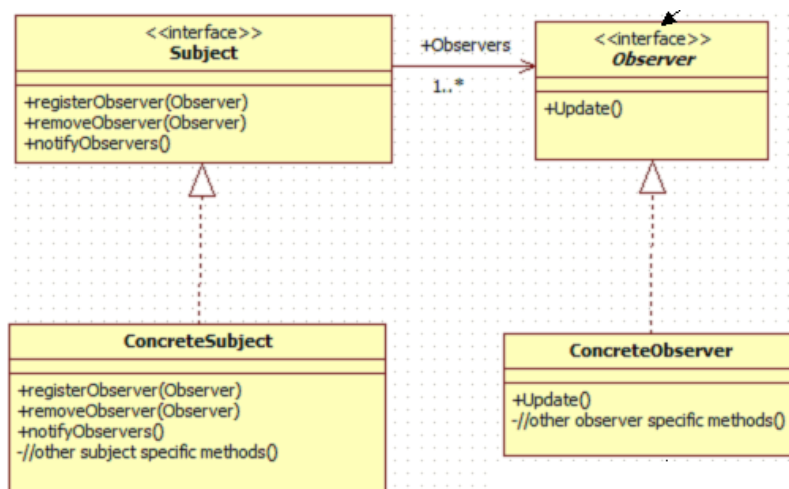 <<interface>>
Subject
+registerObserver(Observer)
+removeObserver(Observer)
+notifyObservers()
+Observers
1..*
<<interface>>
Observer
+Update()
ConcreteSubject
+registerObserver(Observer)
+removeObserver(Observer)
+notifyObservers()
-//other subject specific methods()
ConcreteObserver
+Update()
-//other observer specific methods()